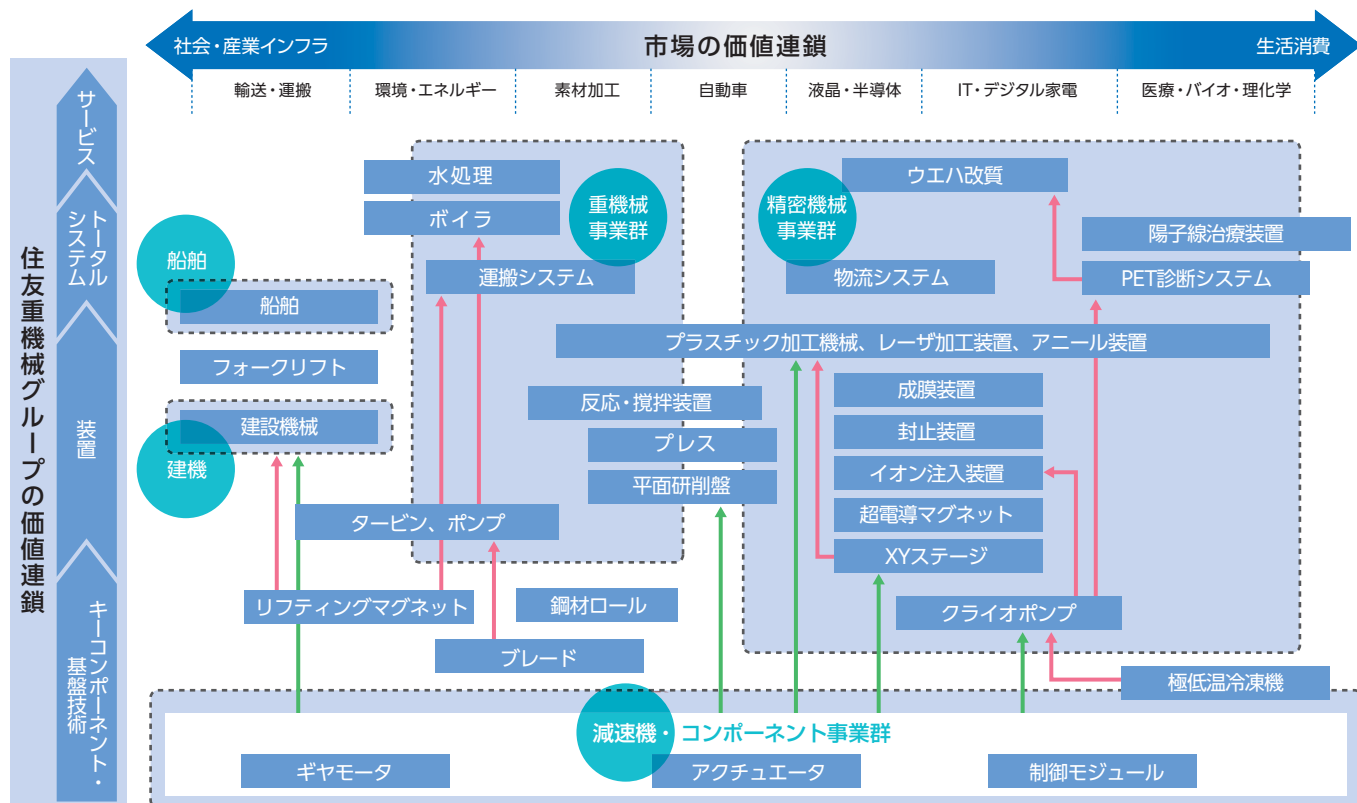 社会・産業インフラ
市場の価値連鎖
生活消費
輸送・運搬
環境・エネルギー
素材加工
自動車
液晶・半導体
IT・デジタル家電
医療・バイオ・理化学
住友重機械グループの価値連鎖
サービス
トータル
システム
装置
キーコンポーネント・
基盤技術
水処理
ボイラ
重機械
事業群
精密機械
事業群
ウエハ改質
陽子線治療装置
船舶
船舶
運搬システム
物流システム
PET診断システム
フォークリフト
プラスチック加工機械、レーザ加工装置、アニール装置
建設機械
建機
反応・撹拌装置
プレス
平面研削盤
成膜装置
封止装置
イオン注入装置
超電導マグネット
XYステージ
タービン、ポンプ
リフティングマグネット
鋼材ロール
クライオポンプ
ブレード
極低温冷凍機
減速機・コンポーネント事業群
ギヤモータ
アクチュエータ
制御モジュール